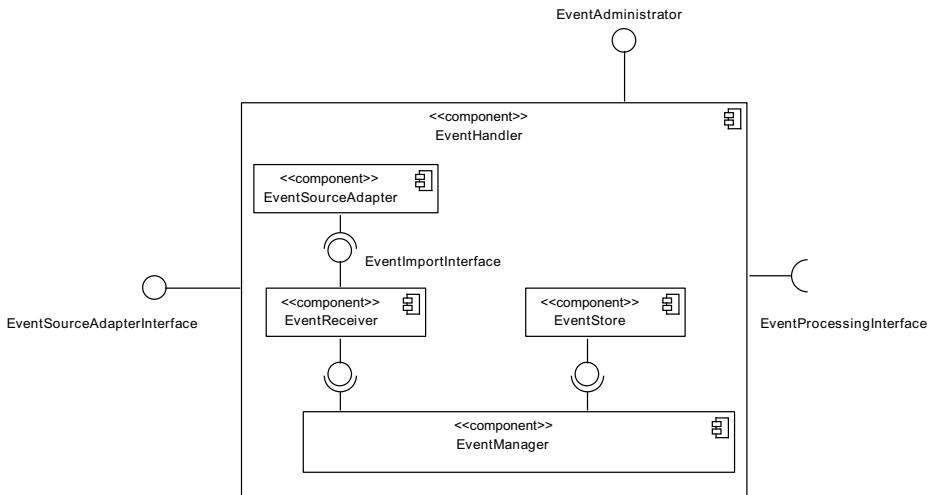 EventAdministrator
<<component>>
EventHandler
<<component>>
EventSourceAdapter
EventImportInterface
EventSourceAdapterInterface
<<component>>
EventReceiver
<<component>>
EventStore
EventProcessingInterface
<<component>>
EventManager